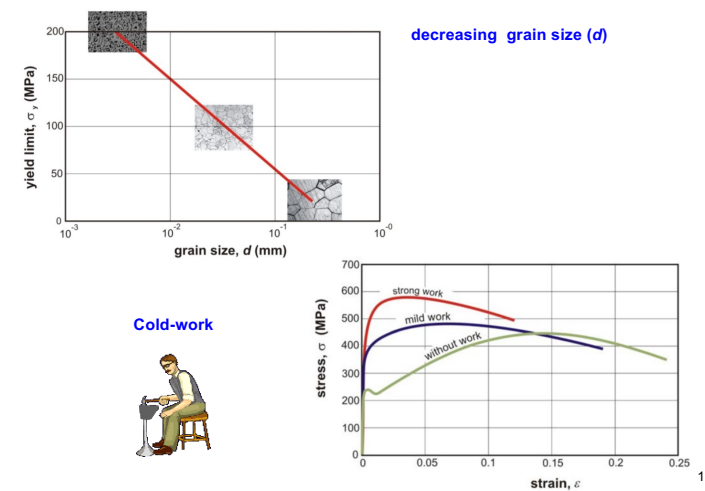 decreasing grain size (d)
200
150
100
50
0
yield limit, σ y (MPa)
10-3
10-2
10-1
10-0
grain size, d (mm)
Cold-work
700
600
500
400
300
200
100
0
stress, σ (MPa)
strong work
mild work
without work
0
0.05
0.1
0.15
0.2
0.25
strain, ε
1